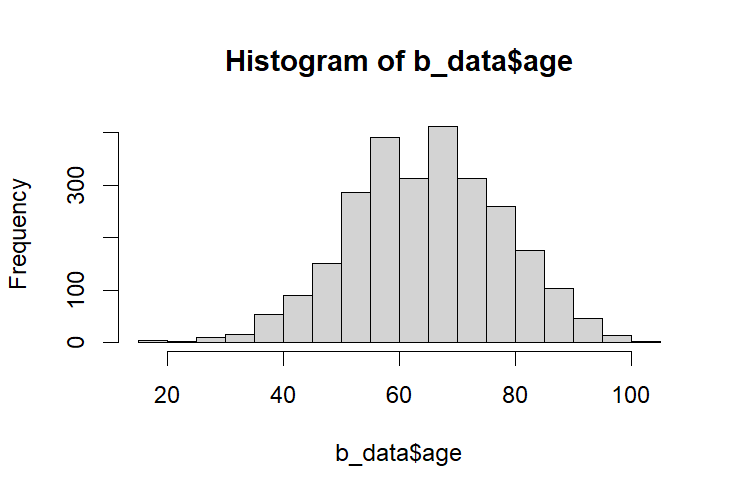 Histogram of b_data$age
Frequency
300
100
0
20 40 60 80 100
b_data$age